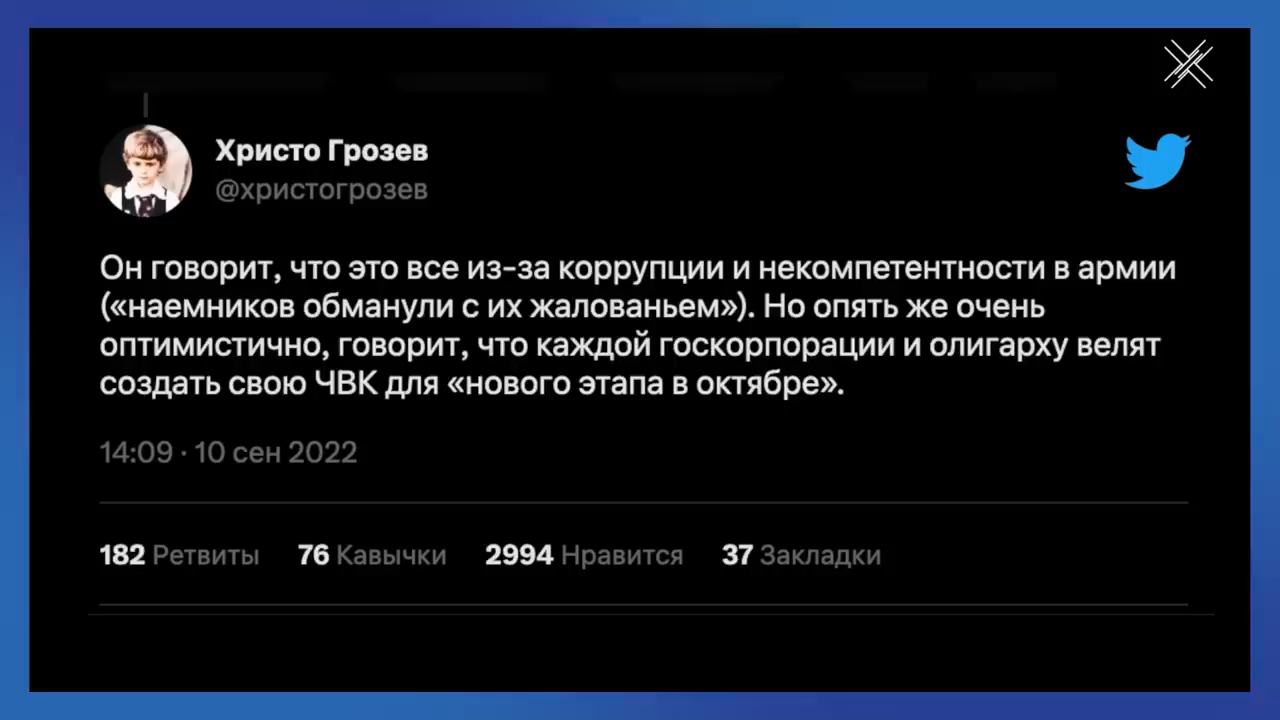 Христо Грозев
@христогрозев
Он говорит, что это все из-за коррупции и некомпетентности в армии
(«наемников обманули с их жалованьем»). Но опять же очень
оптимистично, говорит, что каждой госкорпорации и олигарху велят
создать свою ЧВК для «нового этапа в октябре».
14:09 · 10 сен 2022
182 Ретвиты 76 Кавычки 2994 Нравится 37 Закладки